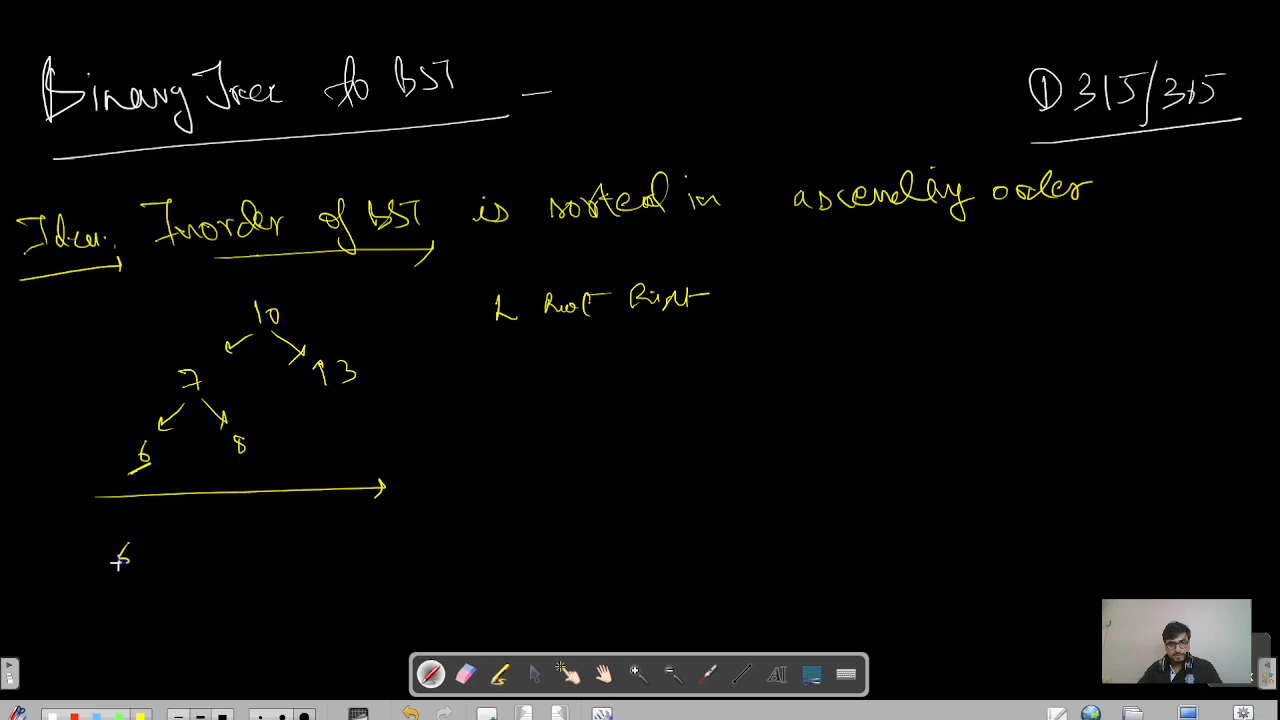 Binary Tree to BST -
① 315/315
Idea: Inorder of BST is sorted in ascending order
L Root Right
10
7 13
6 8
6